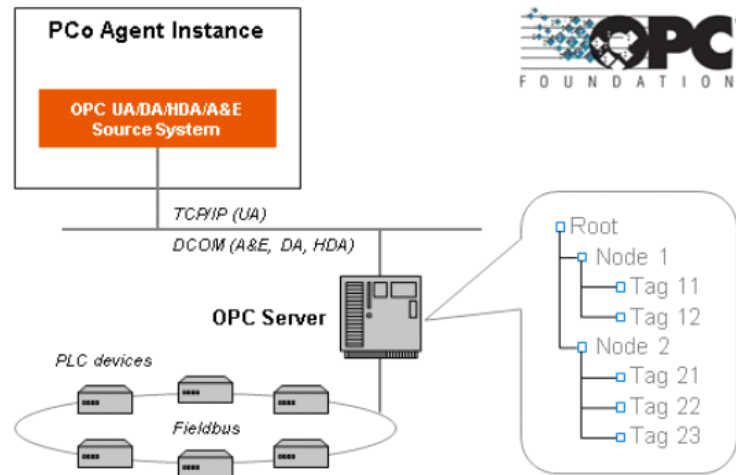 PCo Agent Instance
OPC UA/DA/HDA/A&E
Source System
OPC
FOUNDATION
TCP/IP (UA)
DCOM (A&E, DA, HDA)
OPC Server
PLC devices
Fieldbus
Root
Node 1
Tag 11
Tag 12
Node 2
Tag 21
Tag 22
Tag 23